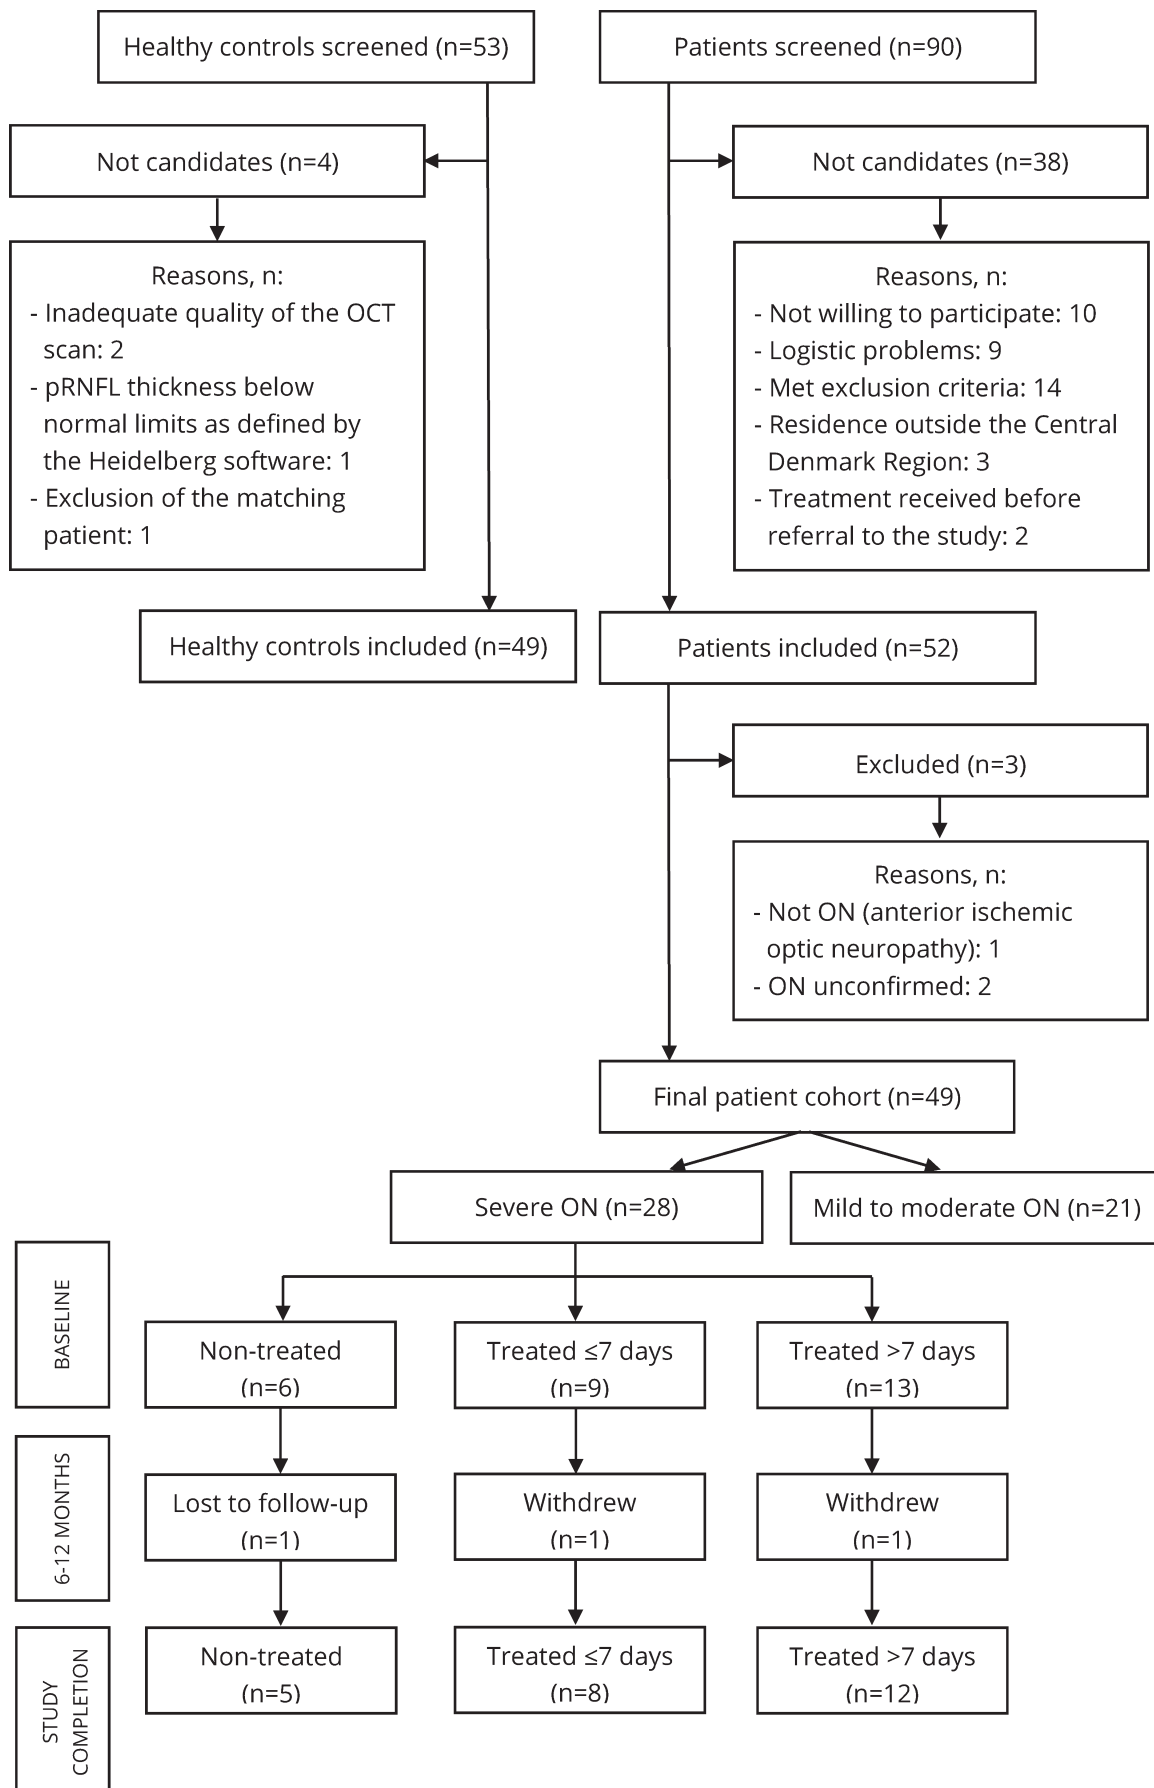 Healthy controls screened (n=53)
Patients screened (n=90)
Not candidates (n=4)
Not candidates (n=38)
Reasons, n:
- Inadequate quality of the OCT
scan: 2
- pRNFL thickness below
normal limits as defined by
the Heidelberg software: 1
- Exclusion of the matching
patient: 1
Reasons, n:
- Not willing to participate: 10
- Logistic problems: 9
- Met exclusion criteria: 14
- Residence outside the Central
Denmark Region: 3
- Treatment received before
referral to the study: 2
Healthy controls included (n=49)
Patients included (n=52)
Excluded (n=3)
Reasons, n:
- Not ON (anterior ischemic
optic neuropathy): 1
- ON unconfirmed: 2
Final patient cohort (n=49)
Severe ON (n=28)
Mild to moderate ON (n=21)
BASELINE
Non-treated
(n=6)
Treated ≤7 days
(n=9)
Treated >7 days
(n=13)
6-12 MONTHS
Lost to follow-up
(n=1)
Withdrew
(n=1)
Withdrew
(n=1)
STUDY
COMPLETION
Non-treated
(n=5)
Treated ≤7 days
(n=8)
Treated >7 days
(n=12)